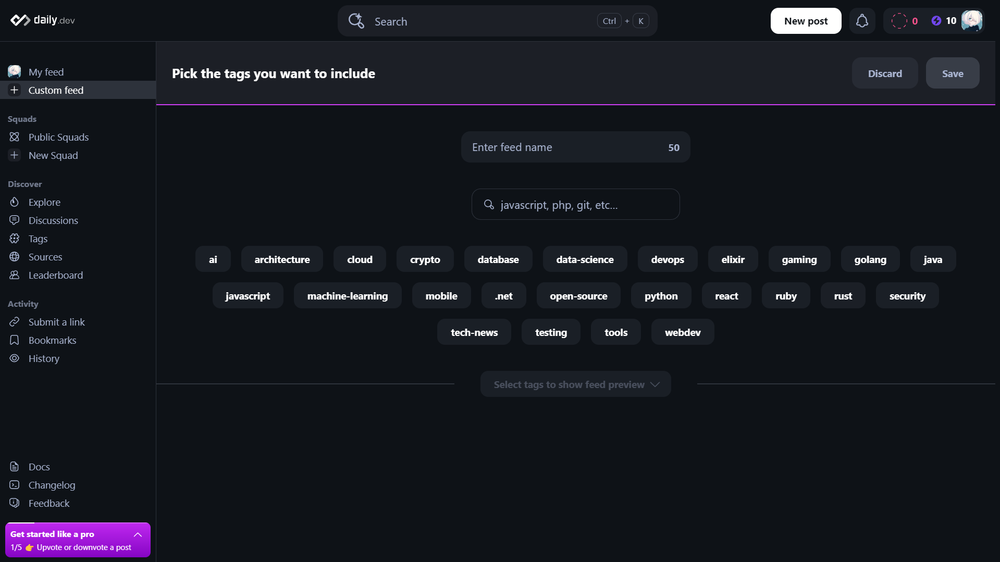 daily.dev
Search
Ctrl + K
New post
0
10
My feed
Custom feed
Squads
Public Squads
New Squad
Discover
Explore
Discussions
Tags
Sources
Leaderboard
Activity
Submit a link
Bookmarks
History
Docs
Changelog
Feedback
Get started like a pro
1/5 👉 Upvote or downvote a post
Pick the tags you want to include
Discard
Save
Enter feed name 50
javascript, php, git, etc...
ai architecture cloud crypto database data-science devops elixir gaming golang java
javascript machine-learning mobile .net open-source python react ruby rust security
tech-news testing tools webdev
Select tags to show feed preview